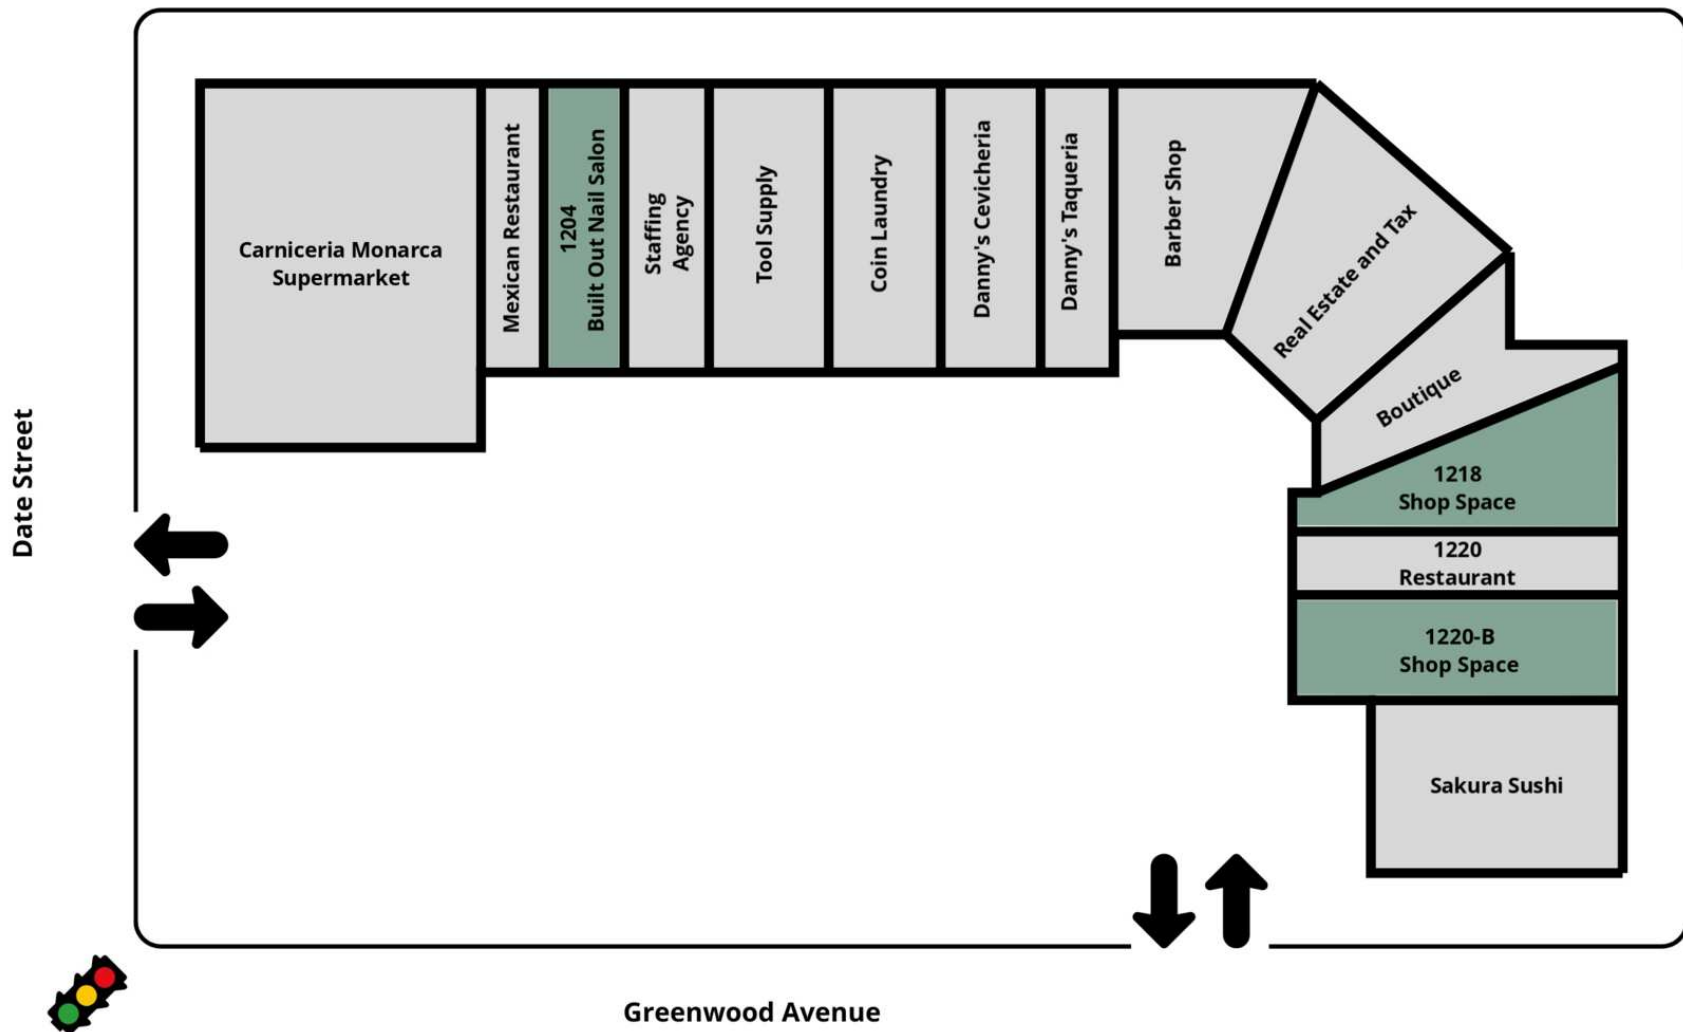 Carniceria Monarca
Supermarket
Mexican Restaurant
1204
Built Out Nail Salon
Staffing
Agency
Tool Supply
Coin Laundry
Danny's Cevicheria
Danny's Taqueria
Barber Shop
Real Estate and Tax
Boutique
1218
Shop Space
1220
Restaurant
1220-B
Shop Space
Sakura Sushi
Date Street
Greenwood Avenue